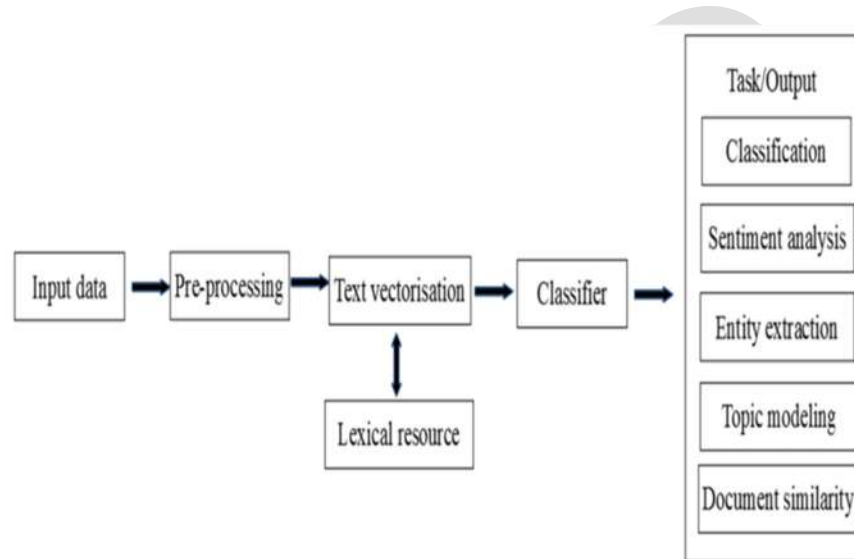 Input data
Pre-processing
Text vectorisation
Lexical resource
Classifier
Task/Output
Classification
Sentiment analysis
Entity extraction
Topic modeling
Document similarity